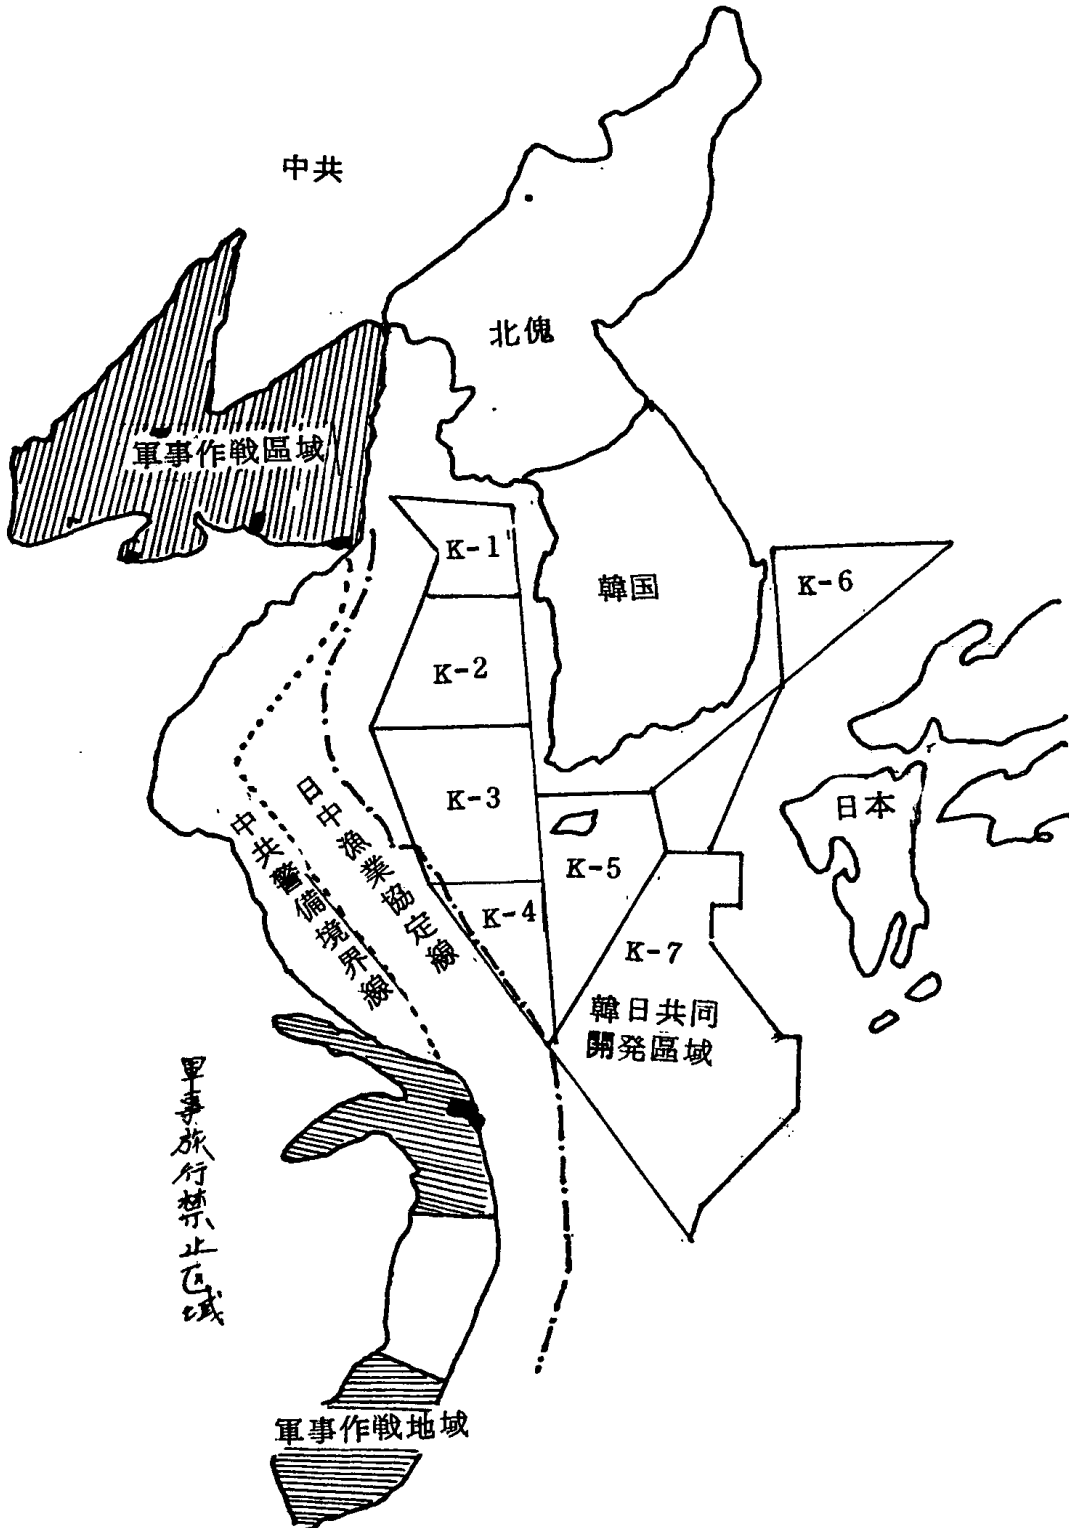 中共
北傀
軍事作戦區域
K-1
韓国
K-6
K-2
K-3
日本
中共警備境界線
日中漁業協定線
K-5
K-4
K-7
韓日共同
開発區域
軍事旅行禁止区域
軍事作戦地域